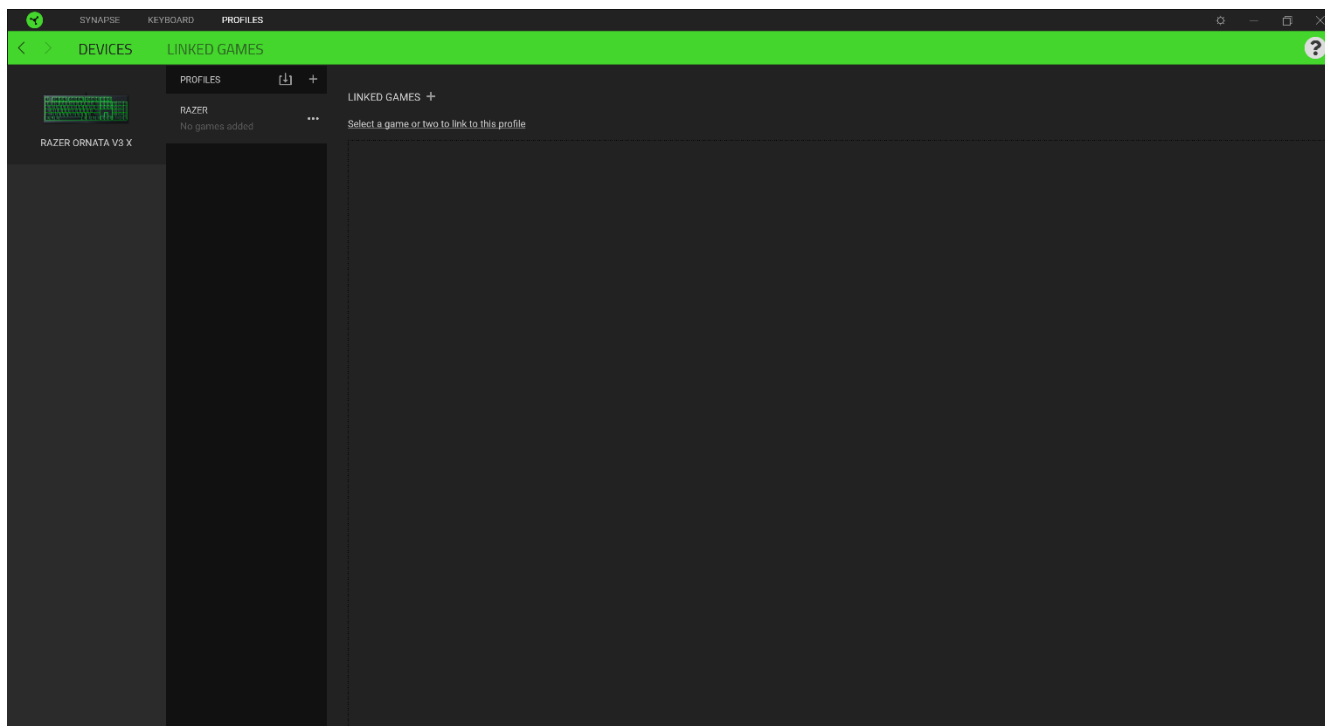 SYNAPSE KEYBOARD PROFILES
DEVICES LINKED GAMES ?
RAZER ORNATA V3 X
PROFILES +
RAZER
No games added
LINKED GAMES +
Select a game or two to link to this profile